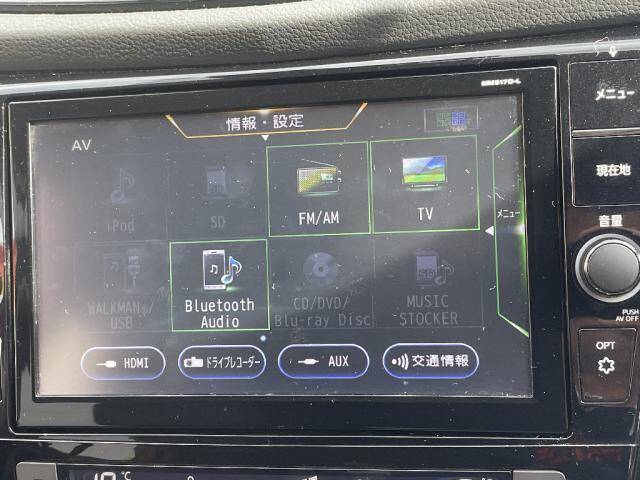 MM517D-L
情報・設定
AV
iPod
SD
FM/AM
TV
メニュー
WALKMAN®/
USB
Bluetooth
Audio
CD/DVD/
Blu-ray Disc
MUSIC
STOCKER
HDMI
ドライブレコーダー
AUX
交通情報
メニュー
現在地
音量
PUSH
AV OFF
OPT
℃